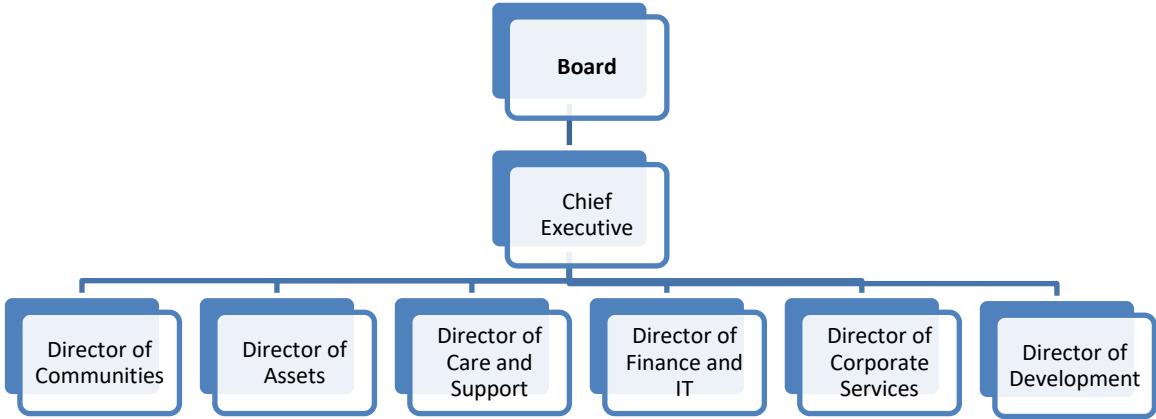 Board
Chief
Executive
Director of
Communities
Director of
Assets
Director of
Care and
Support
Director of
Finance and
IT
Director of
Corporate
Services
Director of
Development